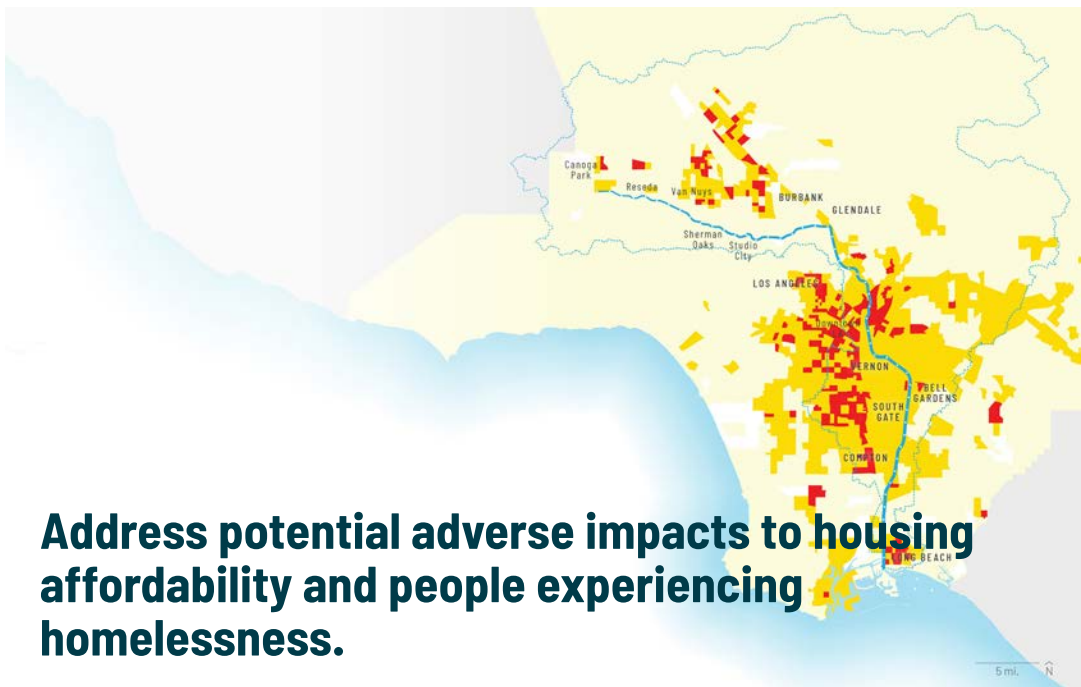 Canoga
Park
Reseda
Van Nuys
BURBANK
GLENDALE
Sherman
Oaks
Studio
City
LOS ANGELES
Downtown
VERNON
BELL
GARDENS
SOUTH
GATE
COMPTON
LONG BEACH
Address potential adverse impacts to housing
affordability and people experiencing
homelessness.
5 mi.
N